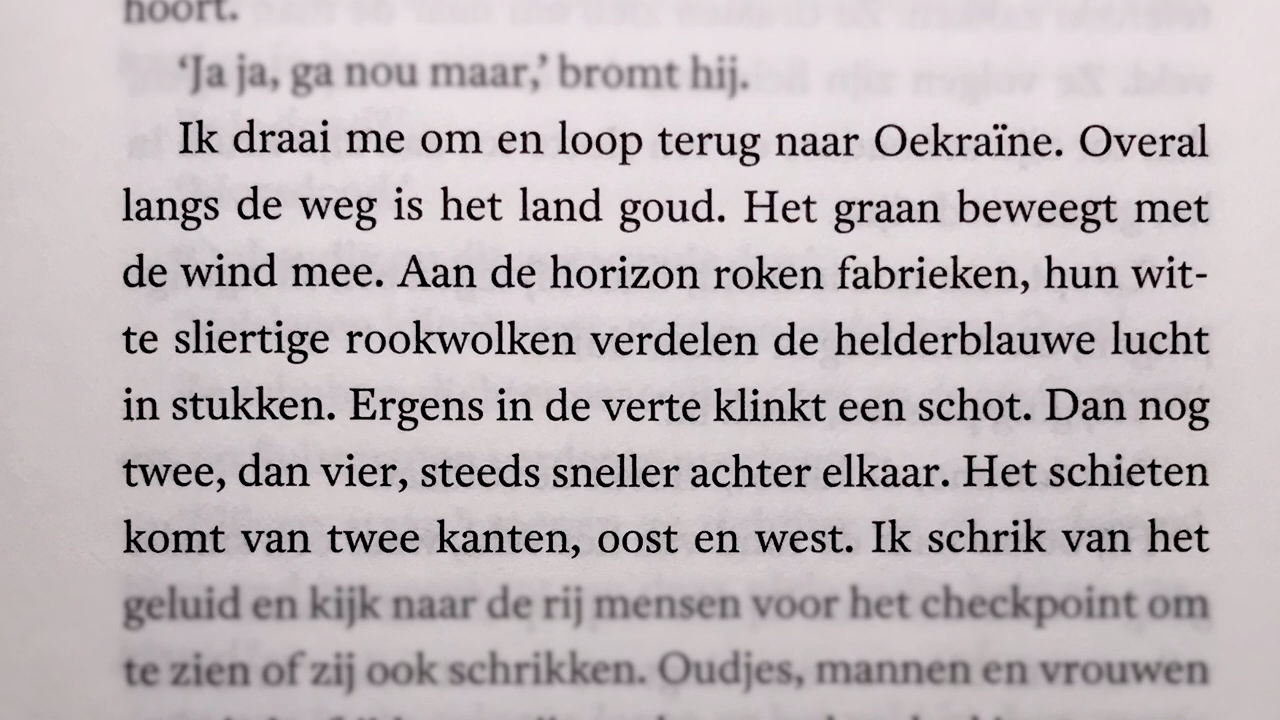 hoort.
‘Ja ja, ga nou maar,’ bromt hij.
Ik draai me om en loop terug naar Oekraïne. Overal
langs de weg is het land goud. Het graan beweegt met
de wind mee. Aan de horizon roken fabrieken, hun wit-
te sliertige rookwolken verdelen de helderblauwe lucht
in stukken. Ergens in de verte klinkt een schot. Dan nog
twee, dan vier, steeds sneller achter elkaar. Het schieten
komt van twee kanten, oost en west. Ik schrik van het
geluid en kijk naar de rij mensen voor het checkpoint om
te zien of zij ook schrikken. Oudjes, mannen en vrouwen